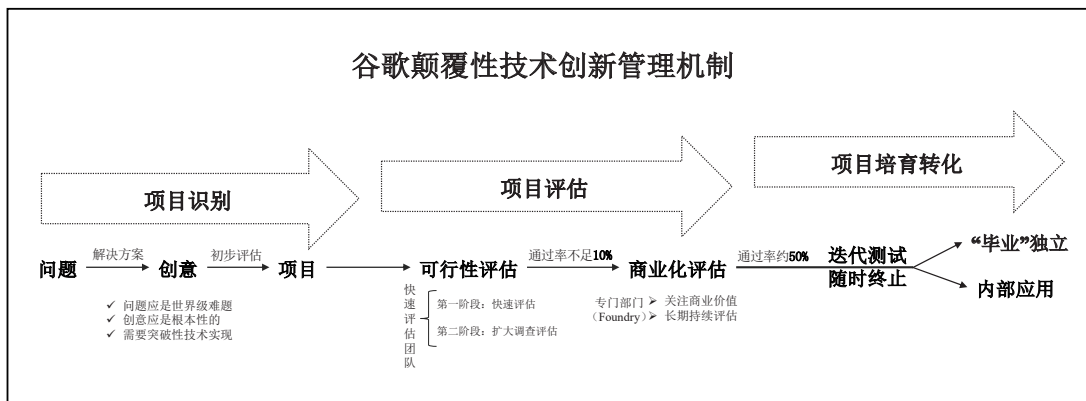 谷歌颠覆性技术创新管理机制
项目识别
项目评估
项目培育转化
问题
解决方案
创意
初步评估
项目
可行性评估
通过率不足10%
商业化评估
通过率约50%
迭代测试
随时终止
“毕业”独立
内部应用
✓ 问题应是世界级难题
✓ 创意应是根本性的
✓ 需要突破性技术实现
快速评估团队
第一阶段：快速评估
第二阶段：扩大调查评估
专门部门
（Foundry）
➢ 关注商业价值
➢ 长期持续评估